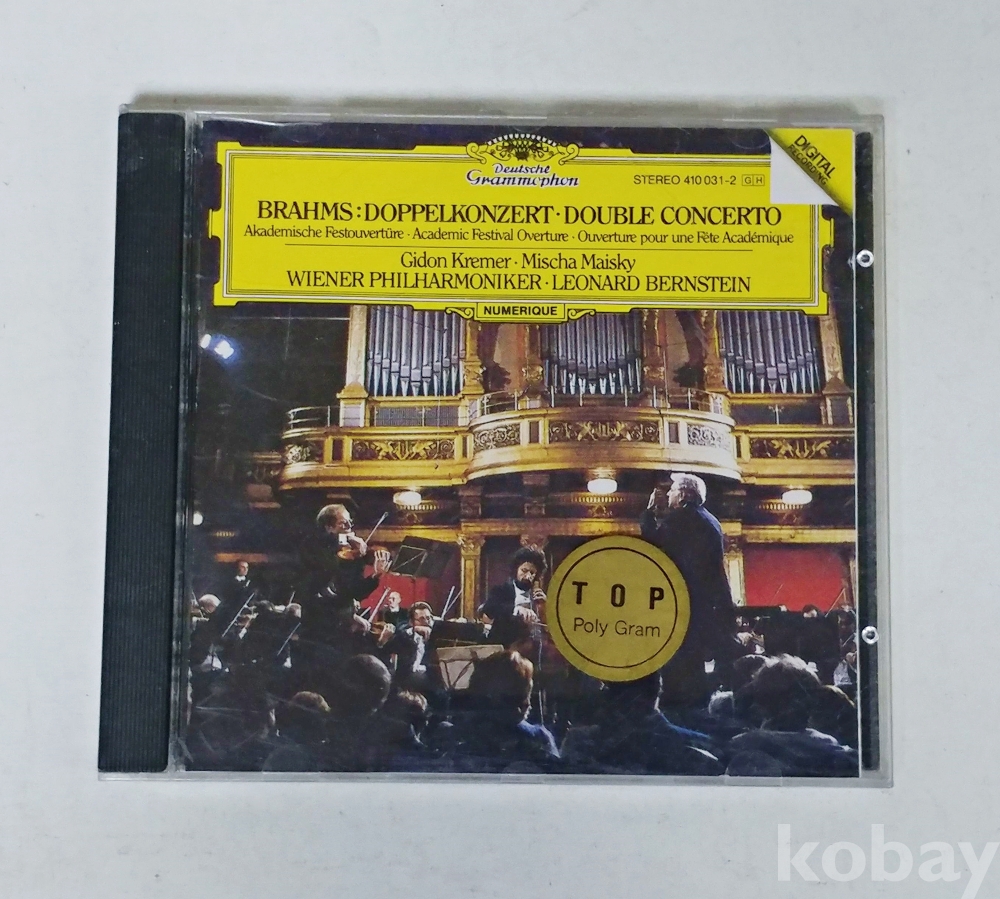 Deutsche
Grammophon
STEREO 410 031-2 GH
DIGITAL
RECORDING
BRAHMS: DOPPELKONZERT · DOUBLE CONCERTO
Akademische Festouvertüre · Academic Festival Overture · Ouverture pour une Fête Académique
Gidon Kremer · Mischa Maisky
WIENER PHILHARMONIKER · LEONARD BERNSTEIN
NUMERIQUE
TOP
Poly Gram
kobay